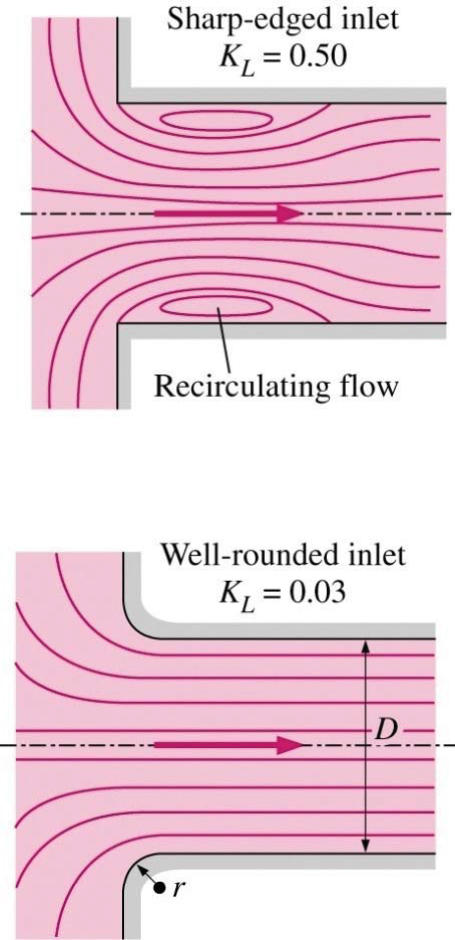 Sharp-edged inlet
K_L = 0.50
Recirculating flow
Well-rounded inlet
K_L = 0.03
D
r